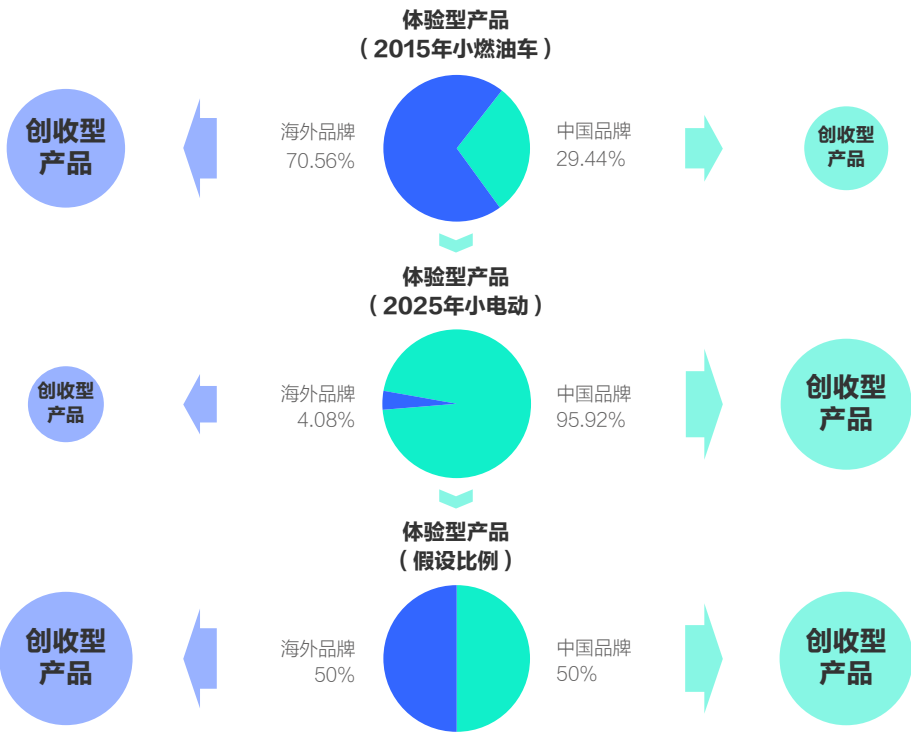 体验型产品
（2015年小燃油车）
创收型
产品
海外品牌
70.56%
中国品牌
29.44%
创收型
产品
体验型产品
（2025年小电动）
创收型
产品
海外品牌
4.08%
中国品牌
95.92%
创收型
产品
体验型产品
（假设比例）
创收型
产品
海外品牌
50%
中国品牌
50%
创收型
产品